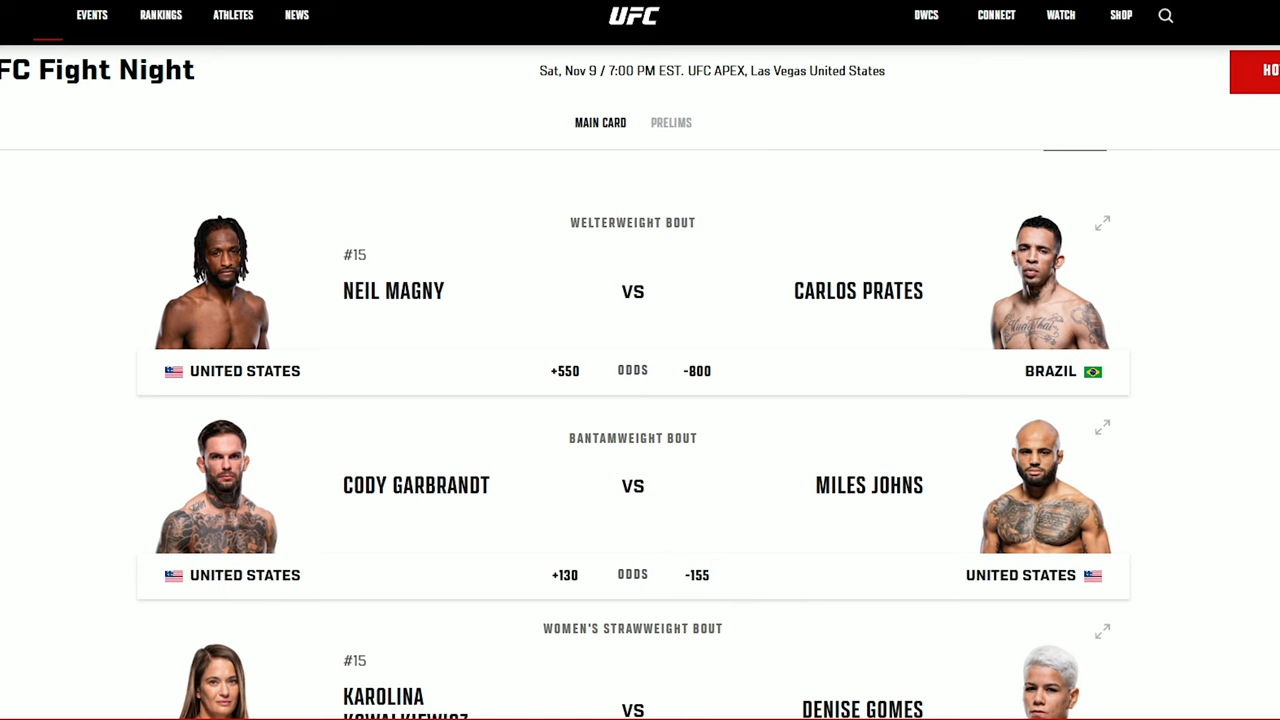 EVENTS RANKINGS ATHLETES NEWS UFC DWCS CONNECT WATCH SHOP
FC Fight Night
Sat, Nov 9 / 7:00 PM EST. UFC APEX, Las Vegas United States
HO
MAIN CARD PRELIMS
WELTERWEIGHT BOUT
#15
NEIL MAGNY VS CARLOS PRATES
Muay Thai
UNITED STATES +550 ODDS -800 BRAZIL
BANTAMWEIGHT BOUT
CODY GARBRANDT VS MILES JOHNS
UNITED STATES +130 ODDS -155 UNITED STATES
WOMEN'S STRAWWEIGHT BOUT
#15
KAROLINA
KOWALKIEWICZ VS DENISE GOMES